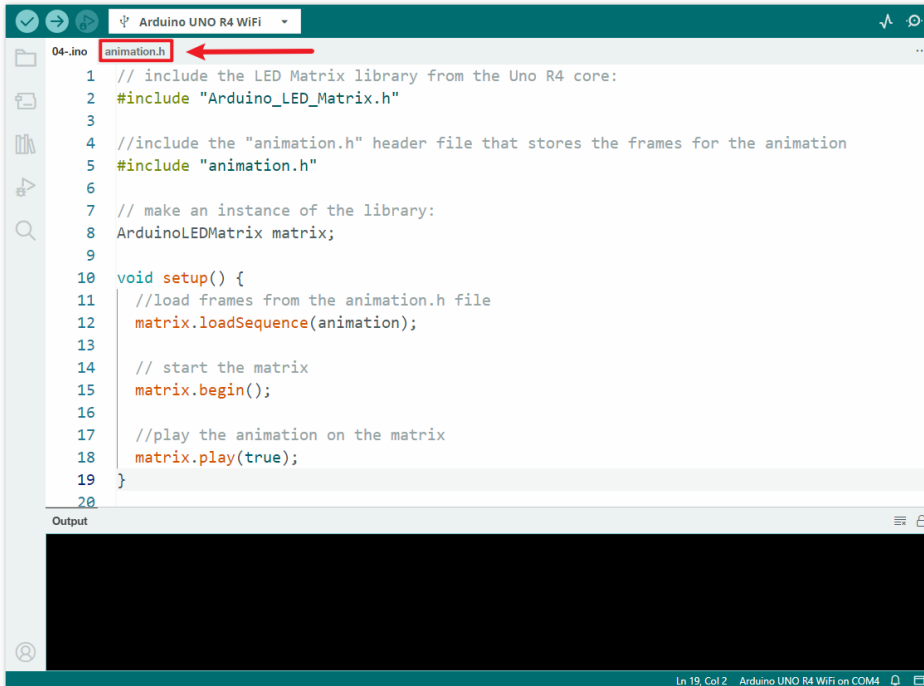 Arduino UNO R4 WiFi
04-.ino animation.h
1 // include the LED Matrix library from the Uno R4 core:
2 #include "Arduino_LED_Matrix.h"
3
4 //include the "animation.h" header file that stores the frames for the animation
5 #include "animation.h"
6
7 // make an instance of the library:
8 ArduinoLEDMatrix matrix;
9
10 void setup() {
11 //load frames from the animation.h file
12 matrix.loadSequence(animation);
13
14 // start the matrix
15 matrix.begin();
16
17 //play the animation on the matrix
18 matrix.play(true);
19 }
20
Output
Ln 19, Col 2 Arduino UNO R4 WiFi on COM4